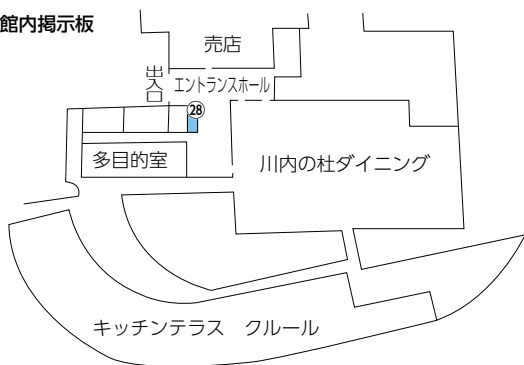 館内掲示板
売店
出入口
エントランスホール
28
多目的室
川内の杜ダイニング
キッチンテラス　クルール